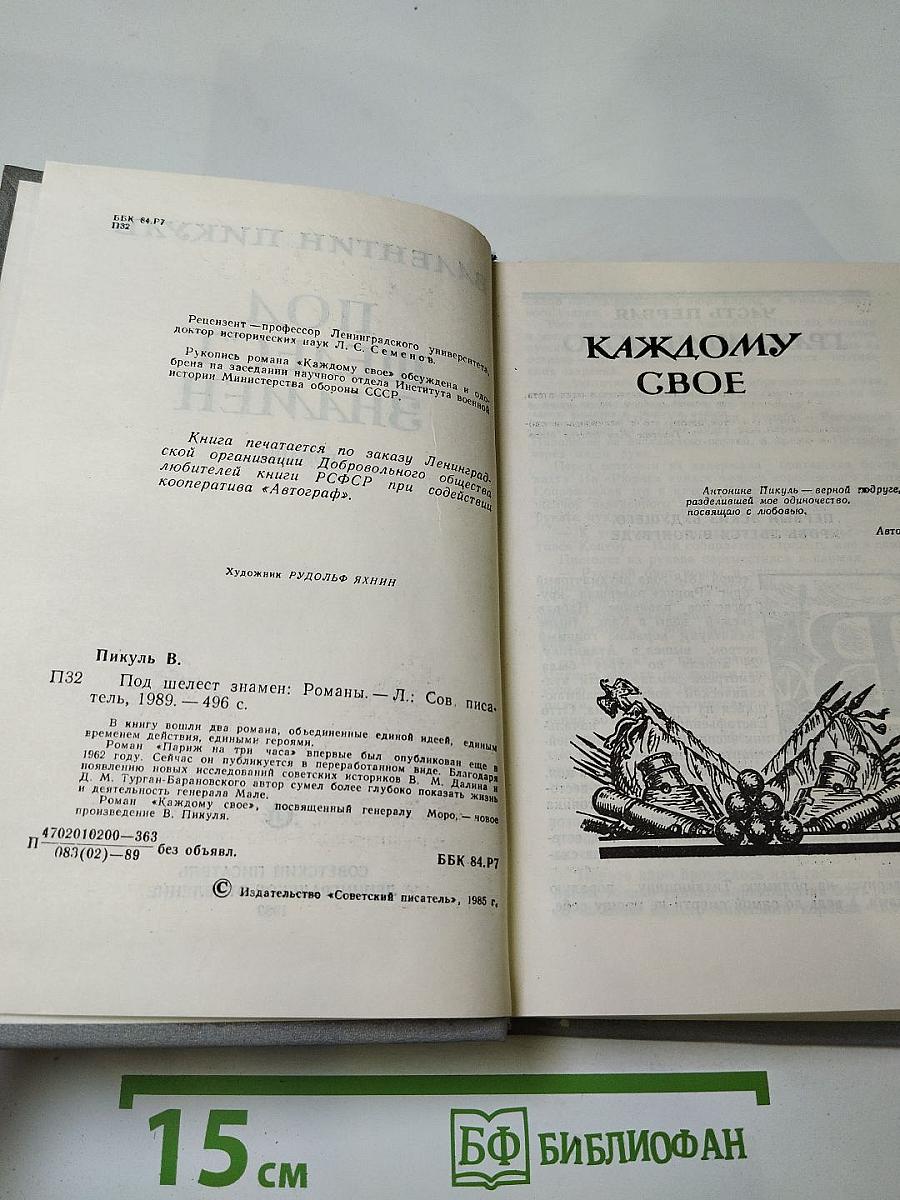 ББК 84.Р7
П32
Рецензент — профессор Ленинградского университета,
доктор исторических наук Л. С. Семенов.
Рукопись романа «Каждому свое» обсуждена и одо-
брена на заседании научного отдела Института военной
истории Министерства обороны СССР.
Книга печатается по заказу Ленинград-
ской организации Добровольного общества
любителей книги РСФСР при содействии
кооператива «Автограф».
Художник РУДОЛЬФ ЯХНИН
Пикуль В.
П32 Под шелест знамен: Романы. — Л.: Сов. писа-
тель, 1989. — 496 с.
В книгу вошли два романа, объединенные единой идеей, единым
временем действия, едиными героями.
Роман «Париж на три часа» впервые был опубликован еще в
1962 году. Сейчас он публикуется в переработанном виде. Благодаря
появлению новых исследований советских историков В. М. Далина и
Д. М. Туган-Барановского автор сумел более глубоко показать жизнь
и деятельность генерала Мале.
Роман «Каждому свое», посвященный генералу Моро, — новое
произведение В. Пикуля.
П 4702010200—363
083(02)—89 без объявл.
ББК 84.Р7
© Издательство «Советский писатель», 1985 г.
КАЖДОМУ
СВОЕ
Антонине Пикуль — верной подруге,
разделившей мое одиночество,
посвящаю с любовью.
Авто
15 см
БФ БИБЛИОФАН